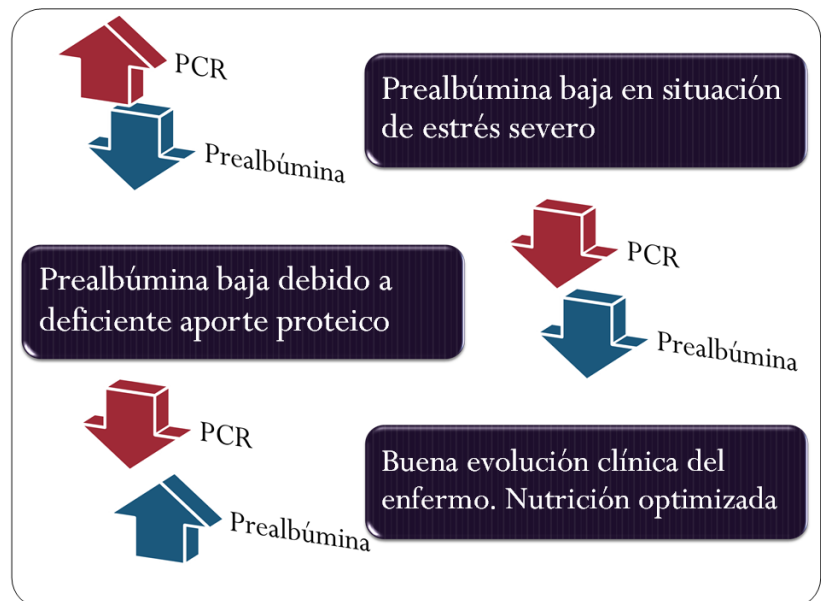 PCR
Prealbúmina
Prealbúmina baja en situación
de estrés severo
Prealbúmina baja debido a
deficiente aporte proteico
PCR
Prealbúmina
PCR
Prealbúmina
Buena evolución clínica del
enfermo. Nutrición optimizada